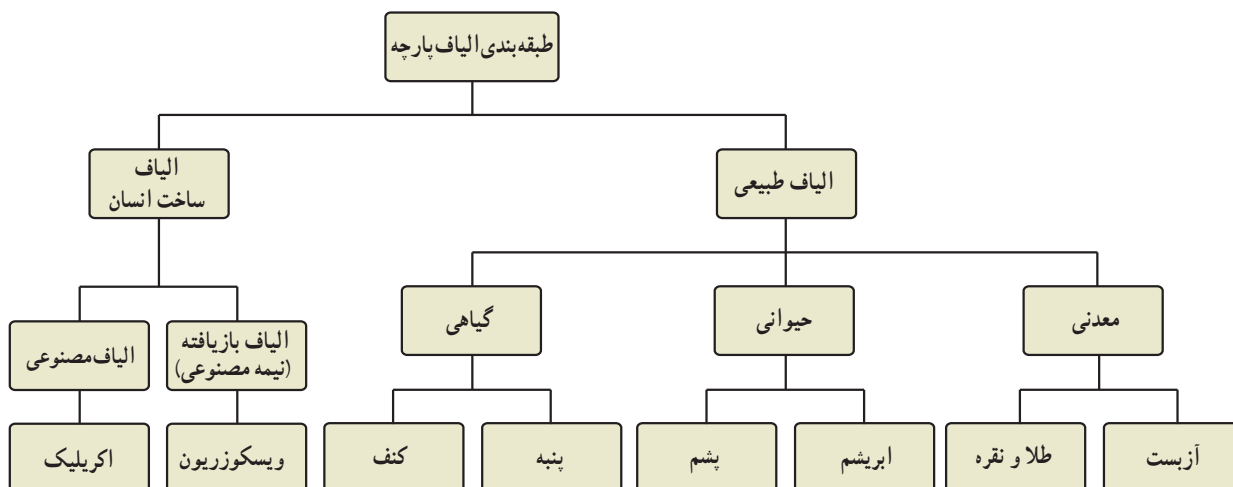 طبقه‌بندی الیاف پارچه
الیاف طبیعی
الیاف
ساخت انسان
معدنی
حیوانی
گیاهی
الیاف بازیافته
(نیمه مصنوعی)
الیاف مصنوعی
آزبست
طلا و نقره
ابریشم
پشم
پنبه
کنف
ویسکوزریون
اکریلیک